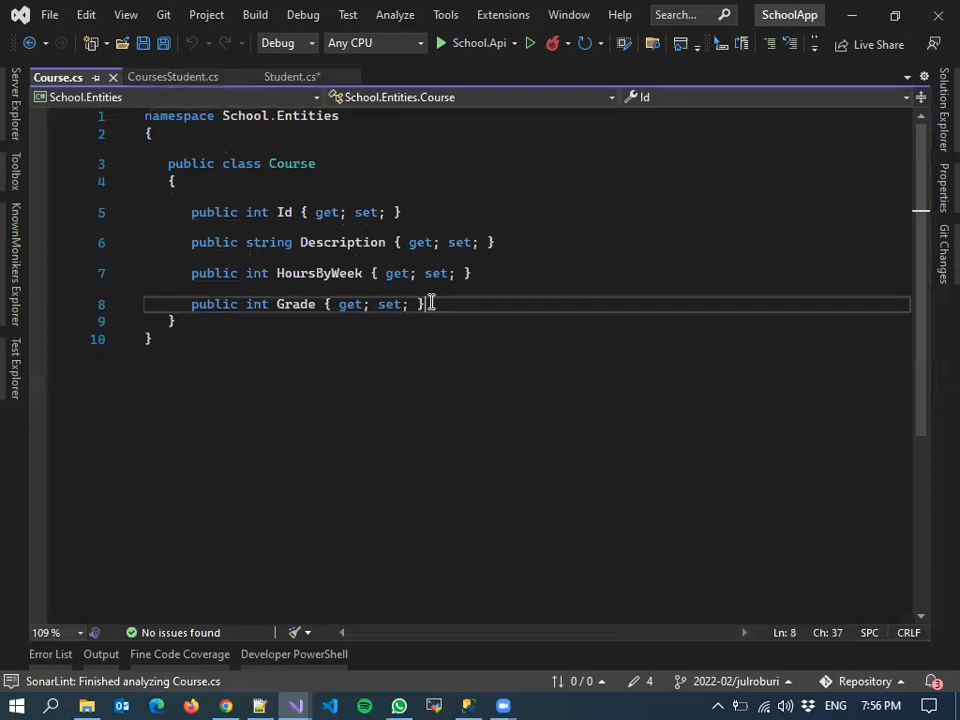 File Edit View Git Project Build Debug Test Analyze Tools Extensions Window Help Search... SchoolApp
Debug Any CPU School.Api Live Share
Course.cs CoursesStudent.cs Student.cs*
School.Entities School.Entities.Course Id
1 namespace School.Entities
2 {
3 public class Course
4 {
5 public int Id { get; set; }
6 public string Description { get; set; }
7 public int HoursByWeek { get; set; }
8 public int Grade { get; set; }
9 }
10 }
Server Explorer
Toolbox
KnownMonikers Explorer
Test Explorer
Solution Explorer
Properties
Git Changes
109 % No issues found Ln: 8 Ch: 37 SPC CRLF
Error List Output Fine Code Coverage Developer PowerShell
SonarLint: Finished analyzing Course.cs 0 / 0 4 2022-02/julroburi Repository 3
ENG 7:56 PM